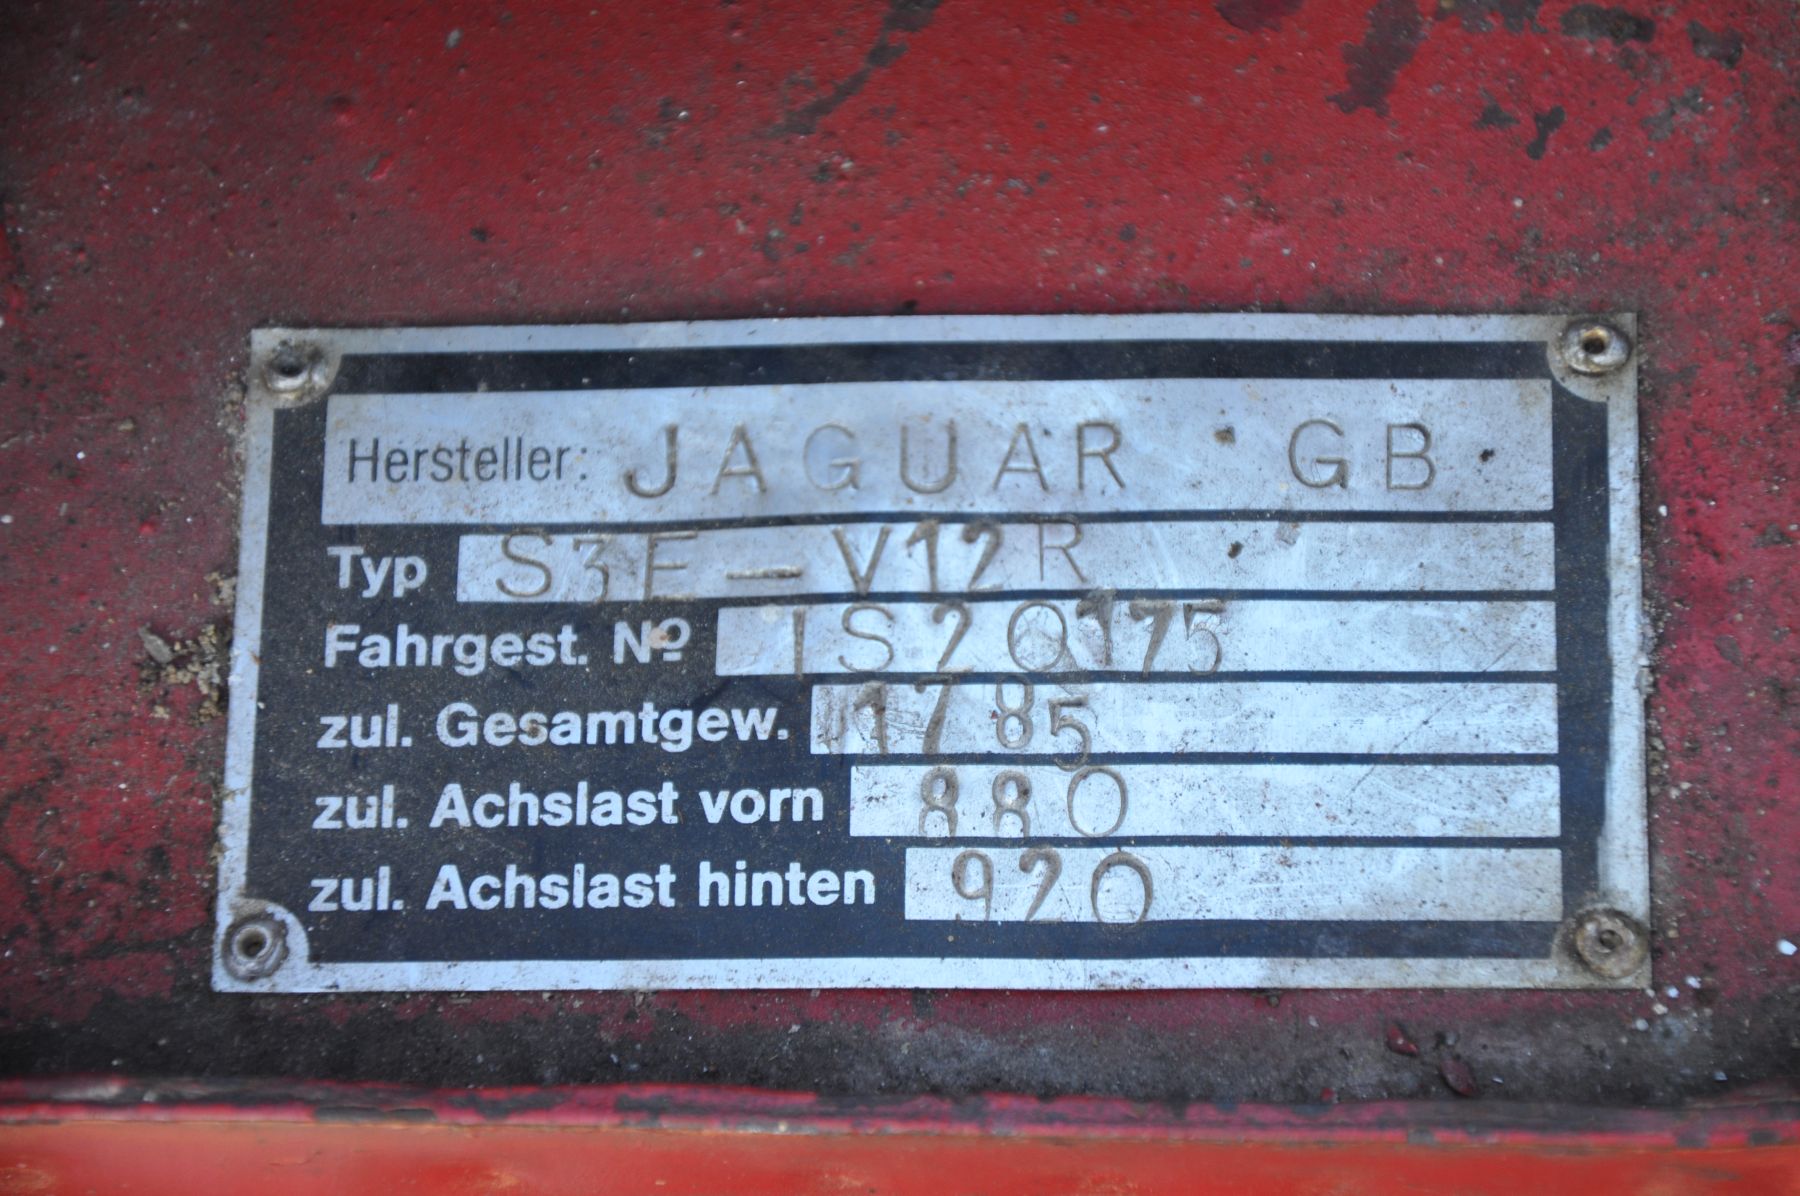 Hersteller: JAGUAR GB
Typ S3E-V12R
Fahrgest. Nº 1S20175
zul. Gesamtgew. 1785
zul. Achslast vorn 880
zul. Achslast hinten 920